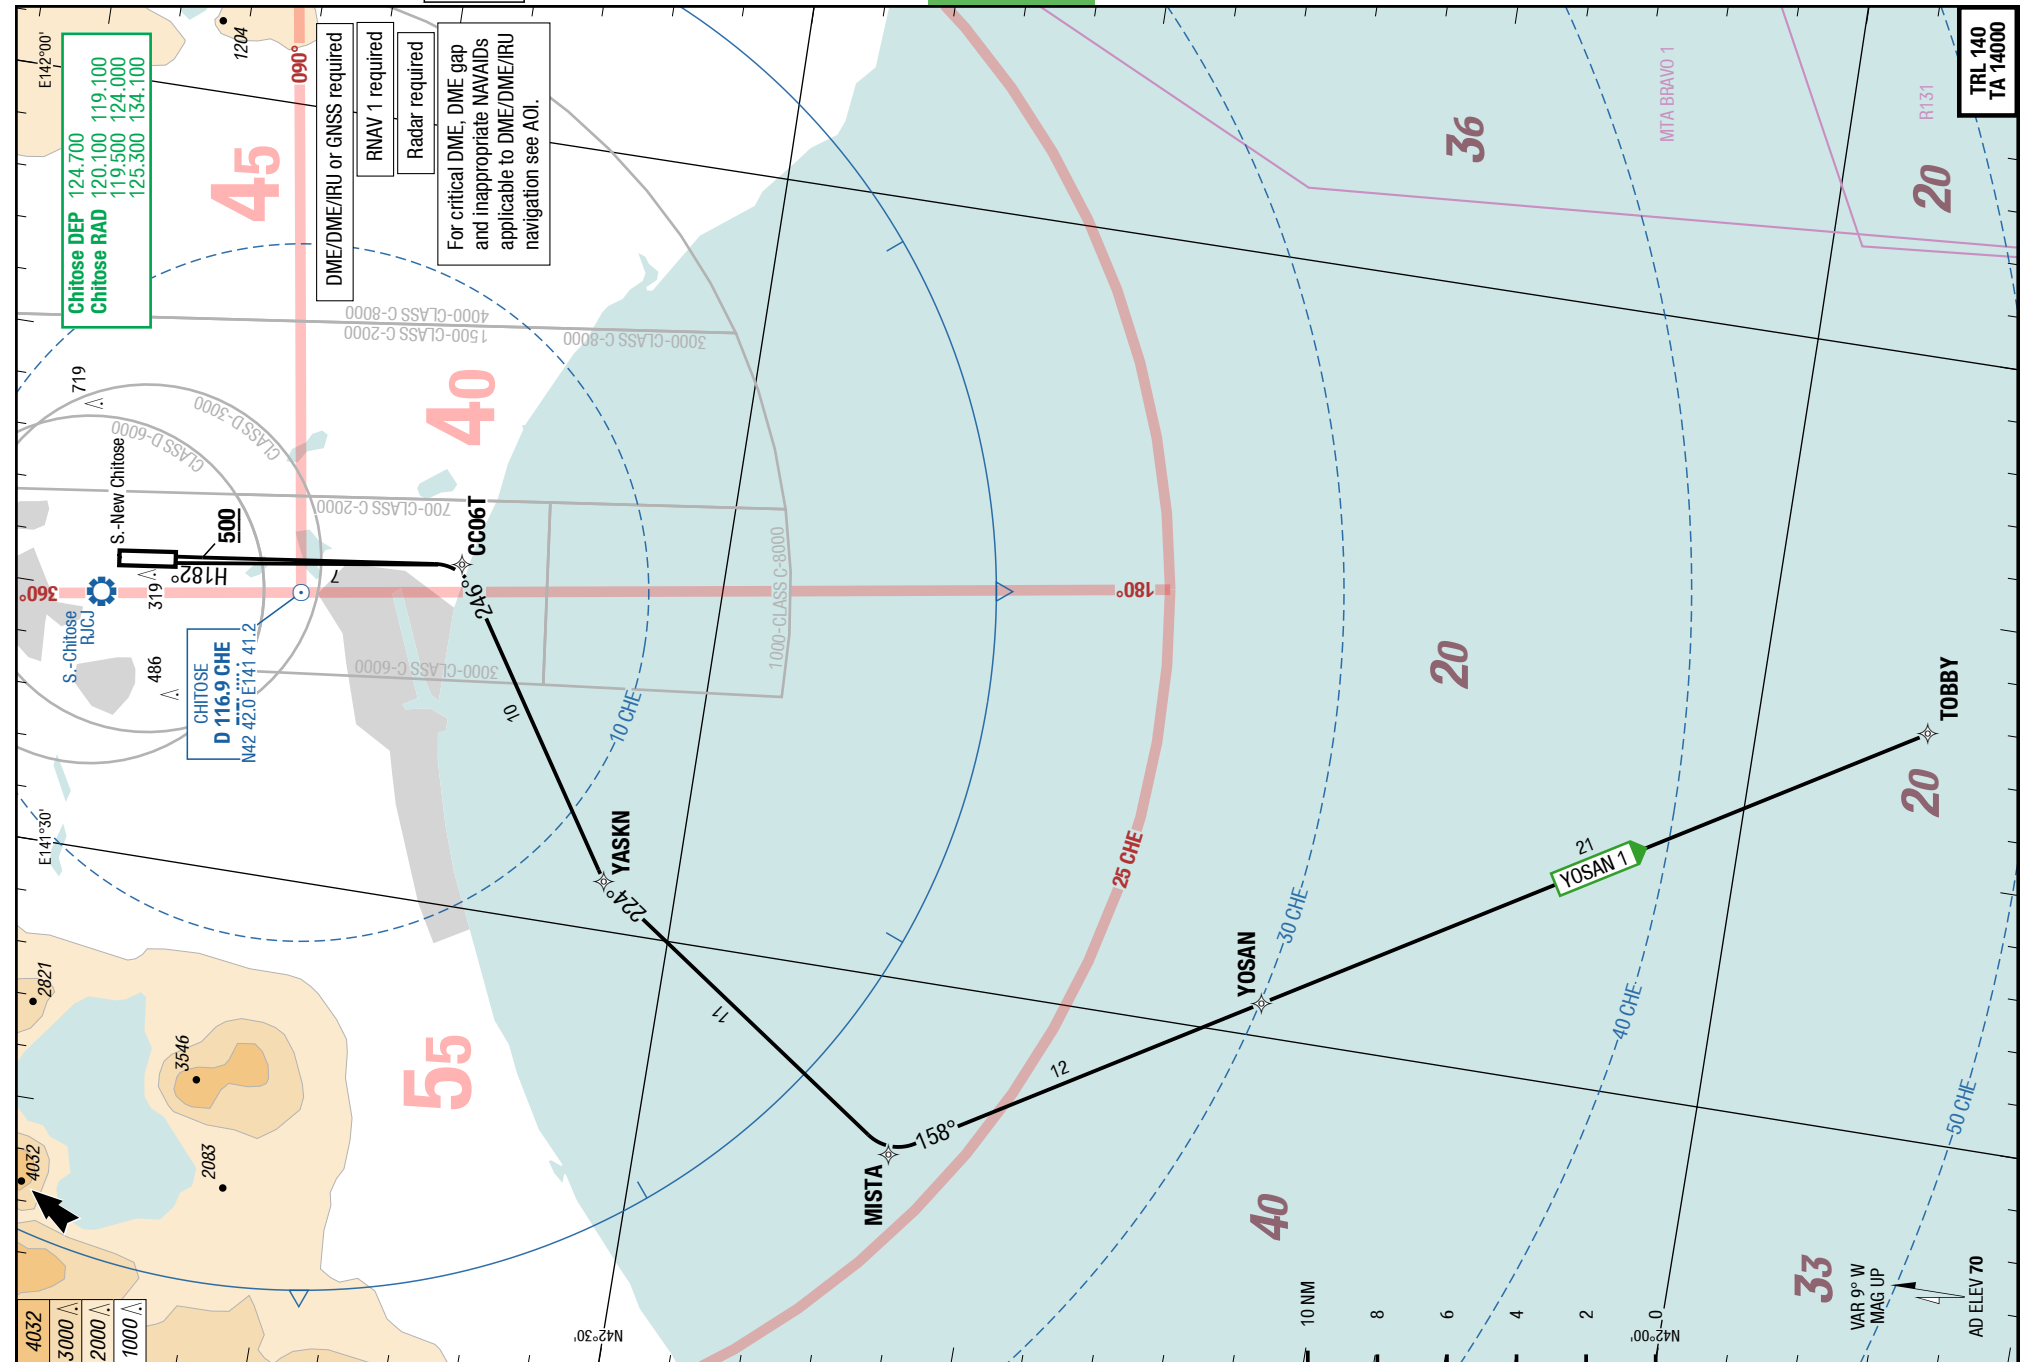 E142°00'
Chitose DEP 124.700
Chitose RAD 120.100 119.100
119.500 124.000
125.300 134.100
1204
090°
45
DME/DME/IRU or GNSS required
RNAV 1 required
Radar required
For critical DME, DME gap
and inappropriate NAVAIDs
applicable to DME/DME/IRU
navigation see AOI.
36
MTA BRAVO 1
R131
20
TRL 140
TA 14000
4000-CLASS C-8000
1500-CLASS C-2000
3000-CLASS C-8000
719
CLASS D-3000
CLASS D-6000
S.-New Chitose
40
500
700-CLASS C-2000
CC06T
H182°
7
319
360°
S.-Chitose
RJCJ
486
CHITOSE
D 116.9 CHE
N42 42.0 E141 41.2
246°
3000-CLASS C-6000
1000-CLASS C-8000
180°
10
10 CHE
20
TOBBY
20
E141°30'
YASKN
224°
25 CHE
21
YOSAN 1
30 CHE
YOSAN
40 CHE
2821
3546
55
11
12
158°
MISTA
50 CHE
4032
2083
40
33
VAR 9° W
MAG UP
AD ELEV 70
4032
3000
2000
1000
N42°30'
10 NM
8
6
4
2
0
N42°00'